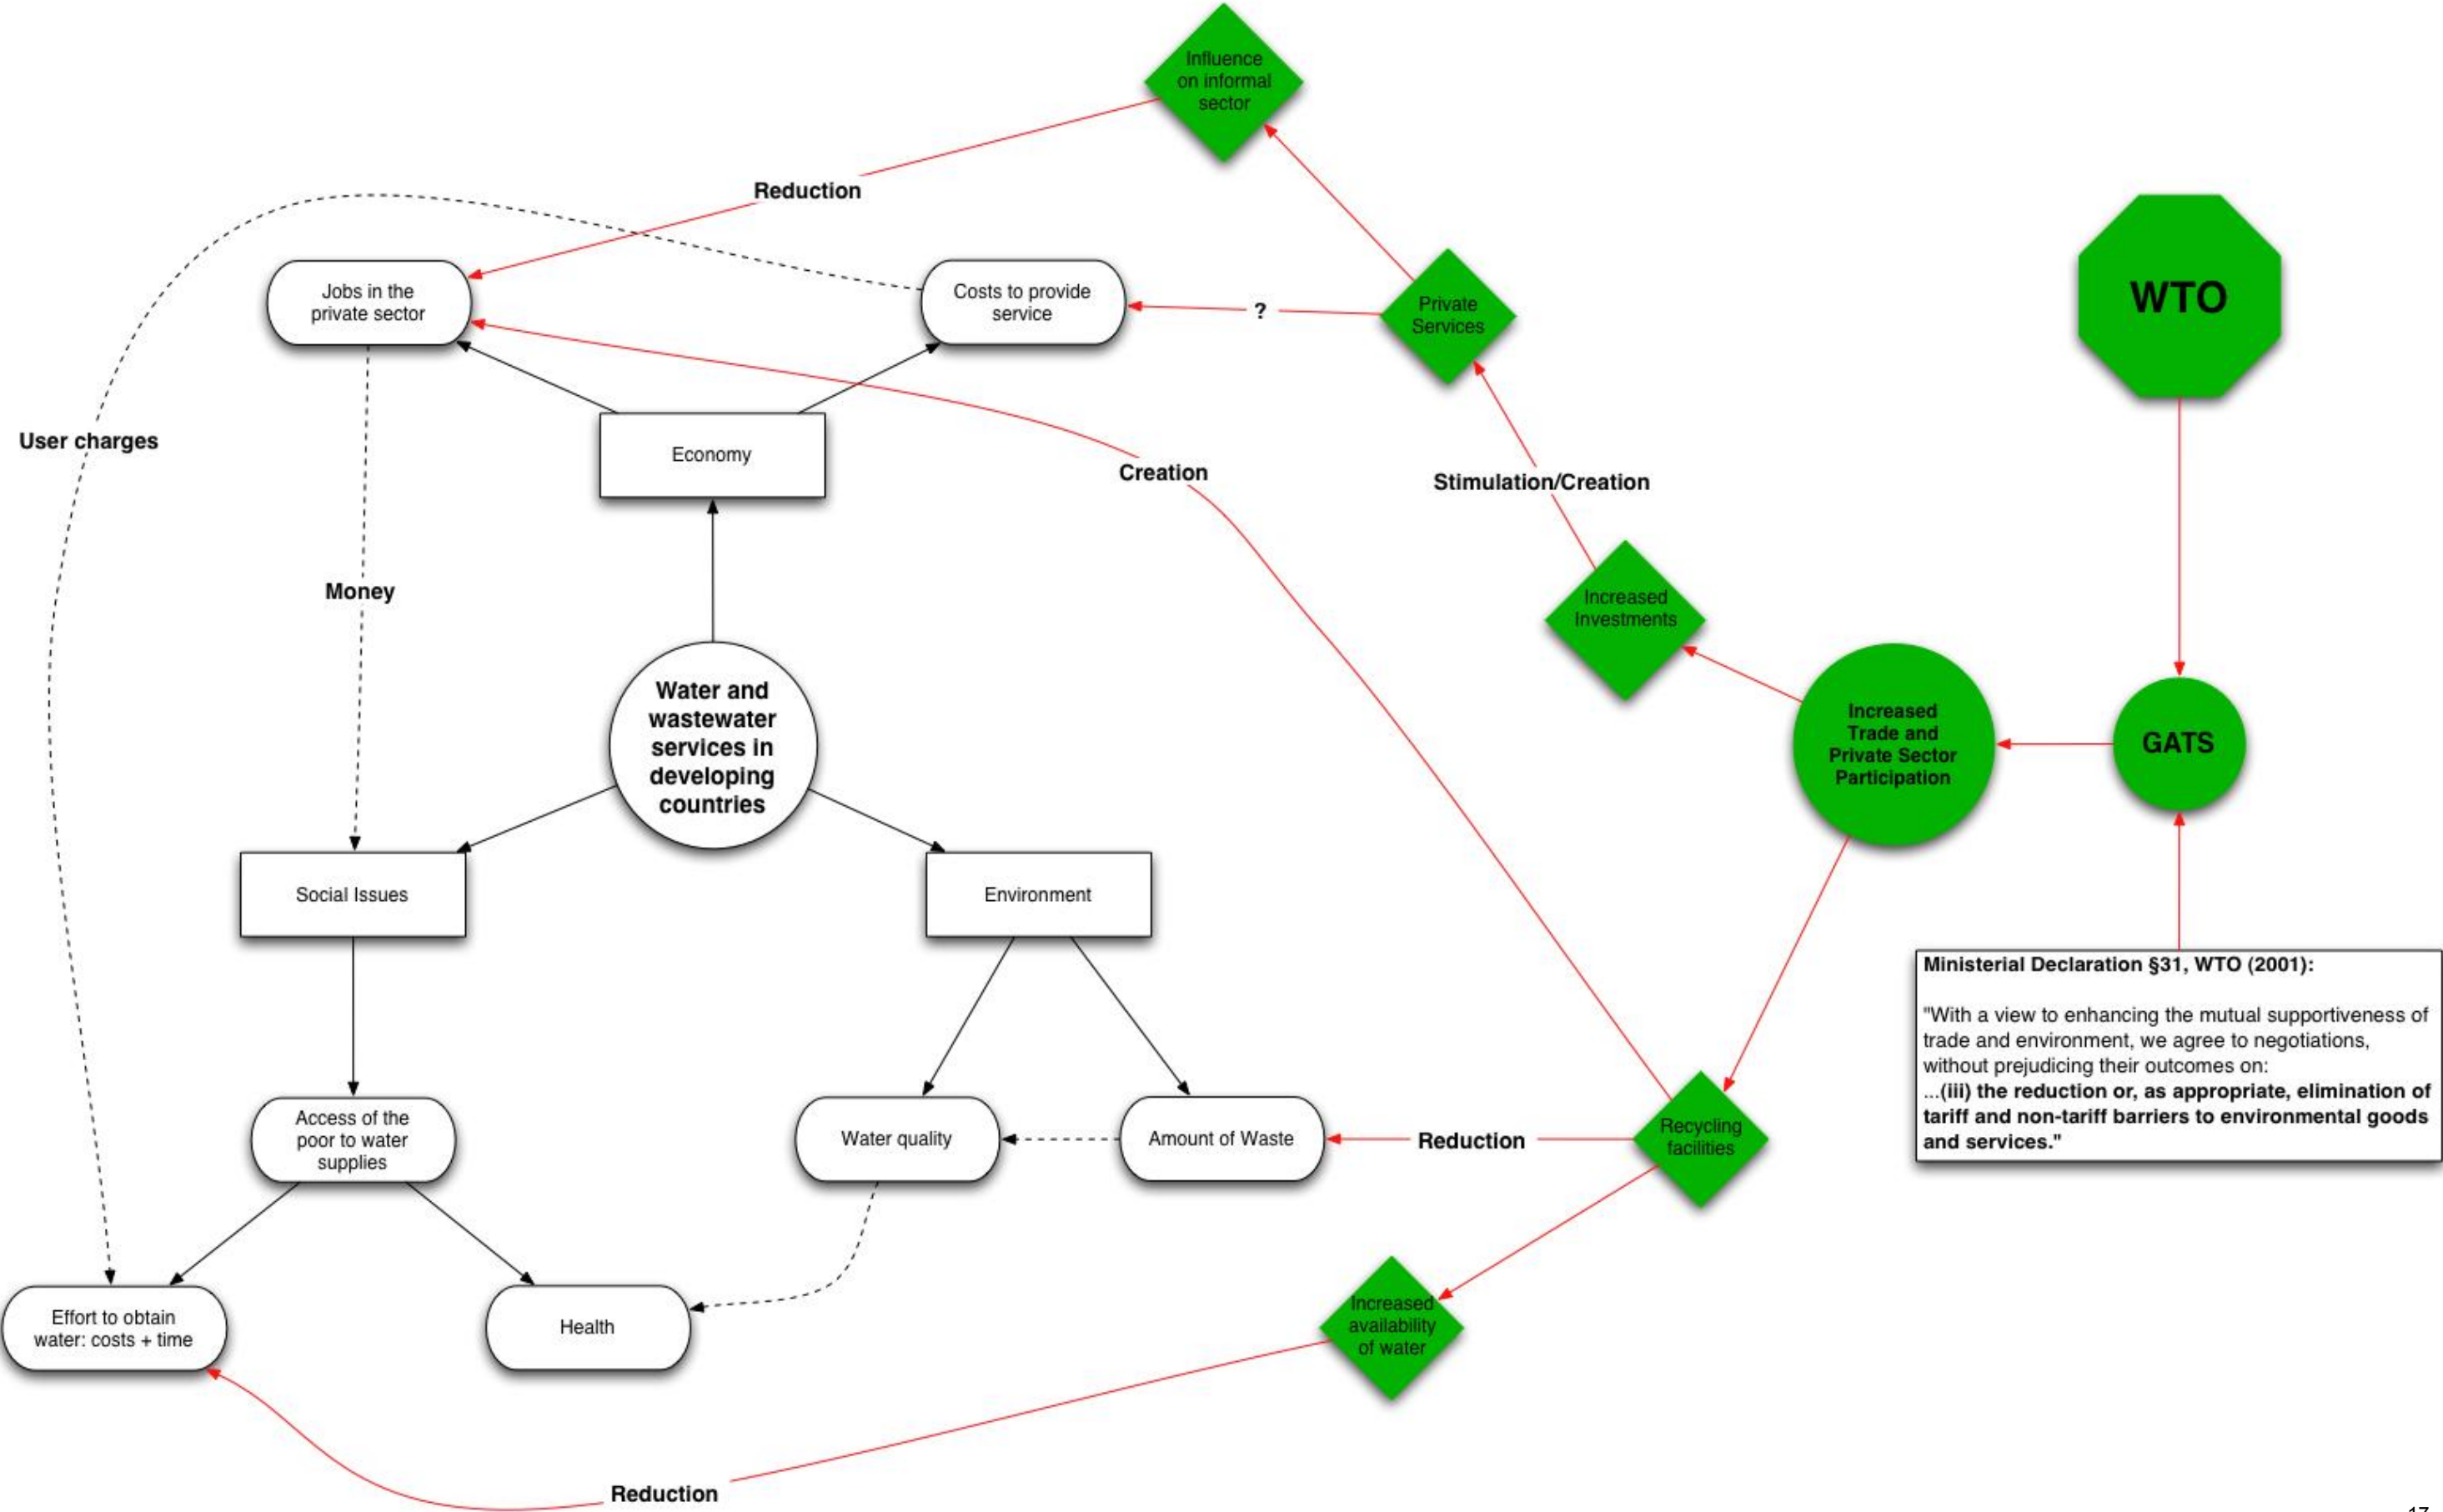 Influence
on informal
sector
Reduction
WTO
Jobs in the
private sector
Costs to provide
service
?
Private
Services
User charges
Economy
Creation
Stimulation/Creation
Money
Increased
Investments
Water and
wastewater
services in
developing
countries
Increased
Trade and
Private Sector
Participation
GATS
Social Issues
Environment
Ministerial Declaration §31, WTO (2001):
"With a view to enhancing the mutual supportiveness of
trade and environment, we agree to negotiations,
without prejudicing their outcomes on:
...(iii) the reduction or, as appropriate, elimination of
tariff and non-tariff barriers to environmental goods
and services."
Access of the
poor to water
supplies
Water quality
Amount of Waste
Reduction
Recycling
facilities
Effort to obtain
water: costs + time
Health
Increased
availability
of water
Reduction